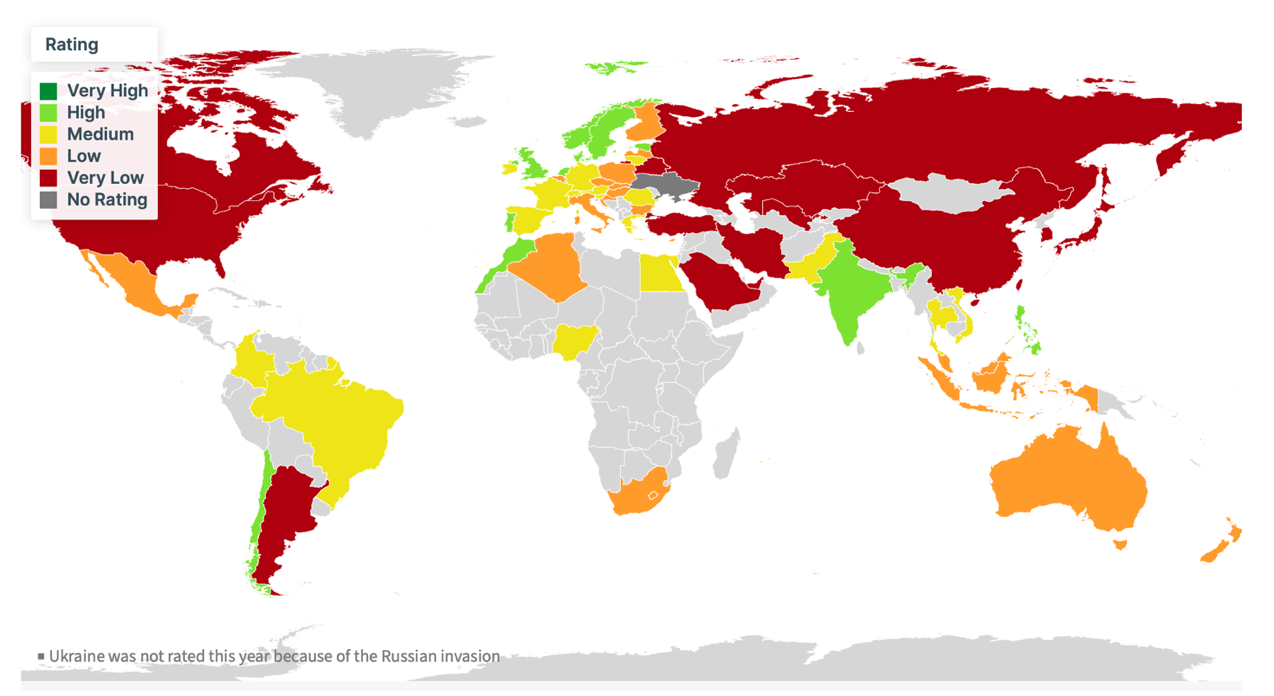 Rating
Very High
High
Medium
Low
Very Low
No Rating
Ukraine was not rated this year because of the Russian invasion